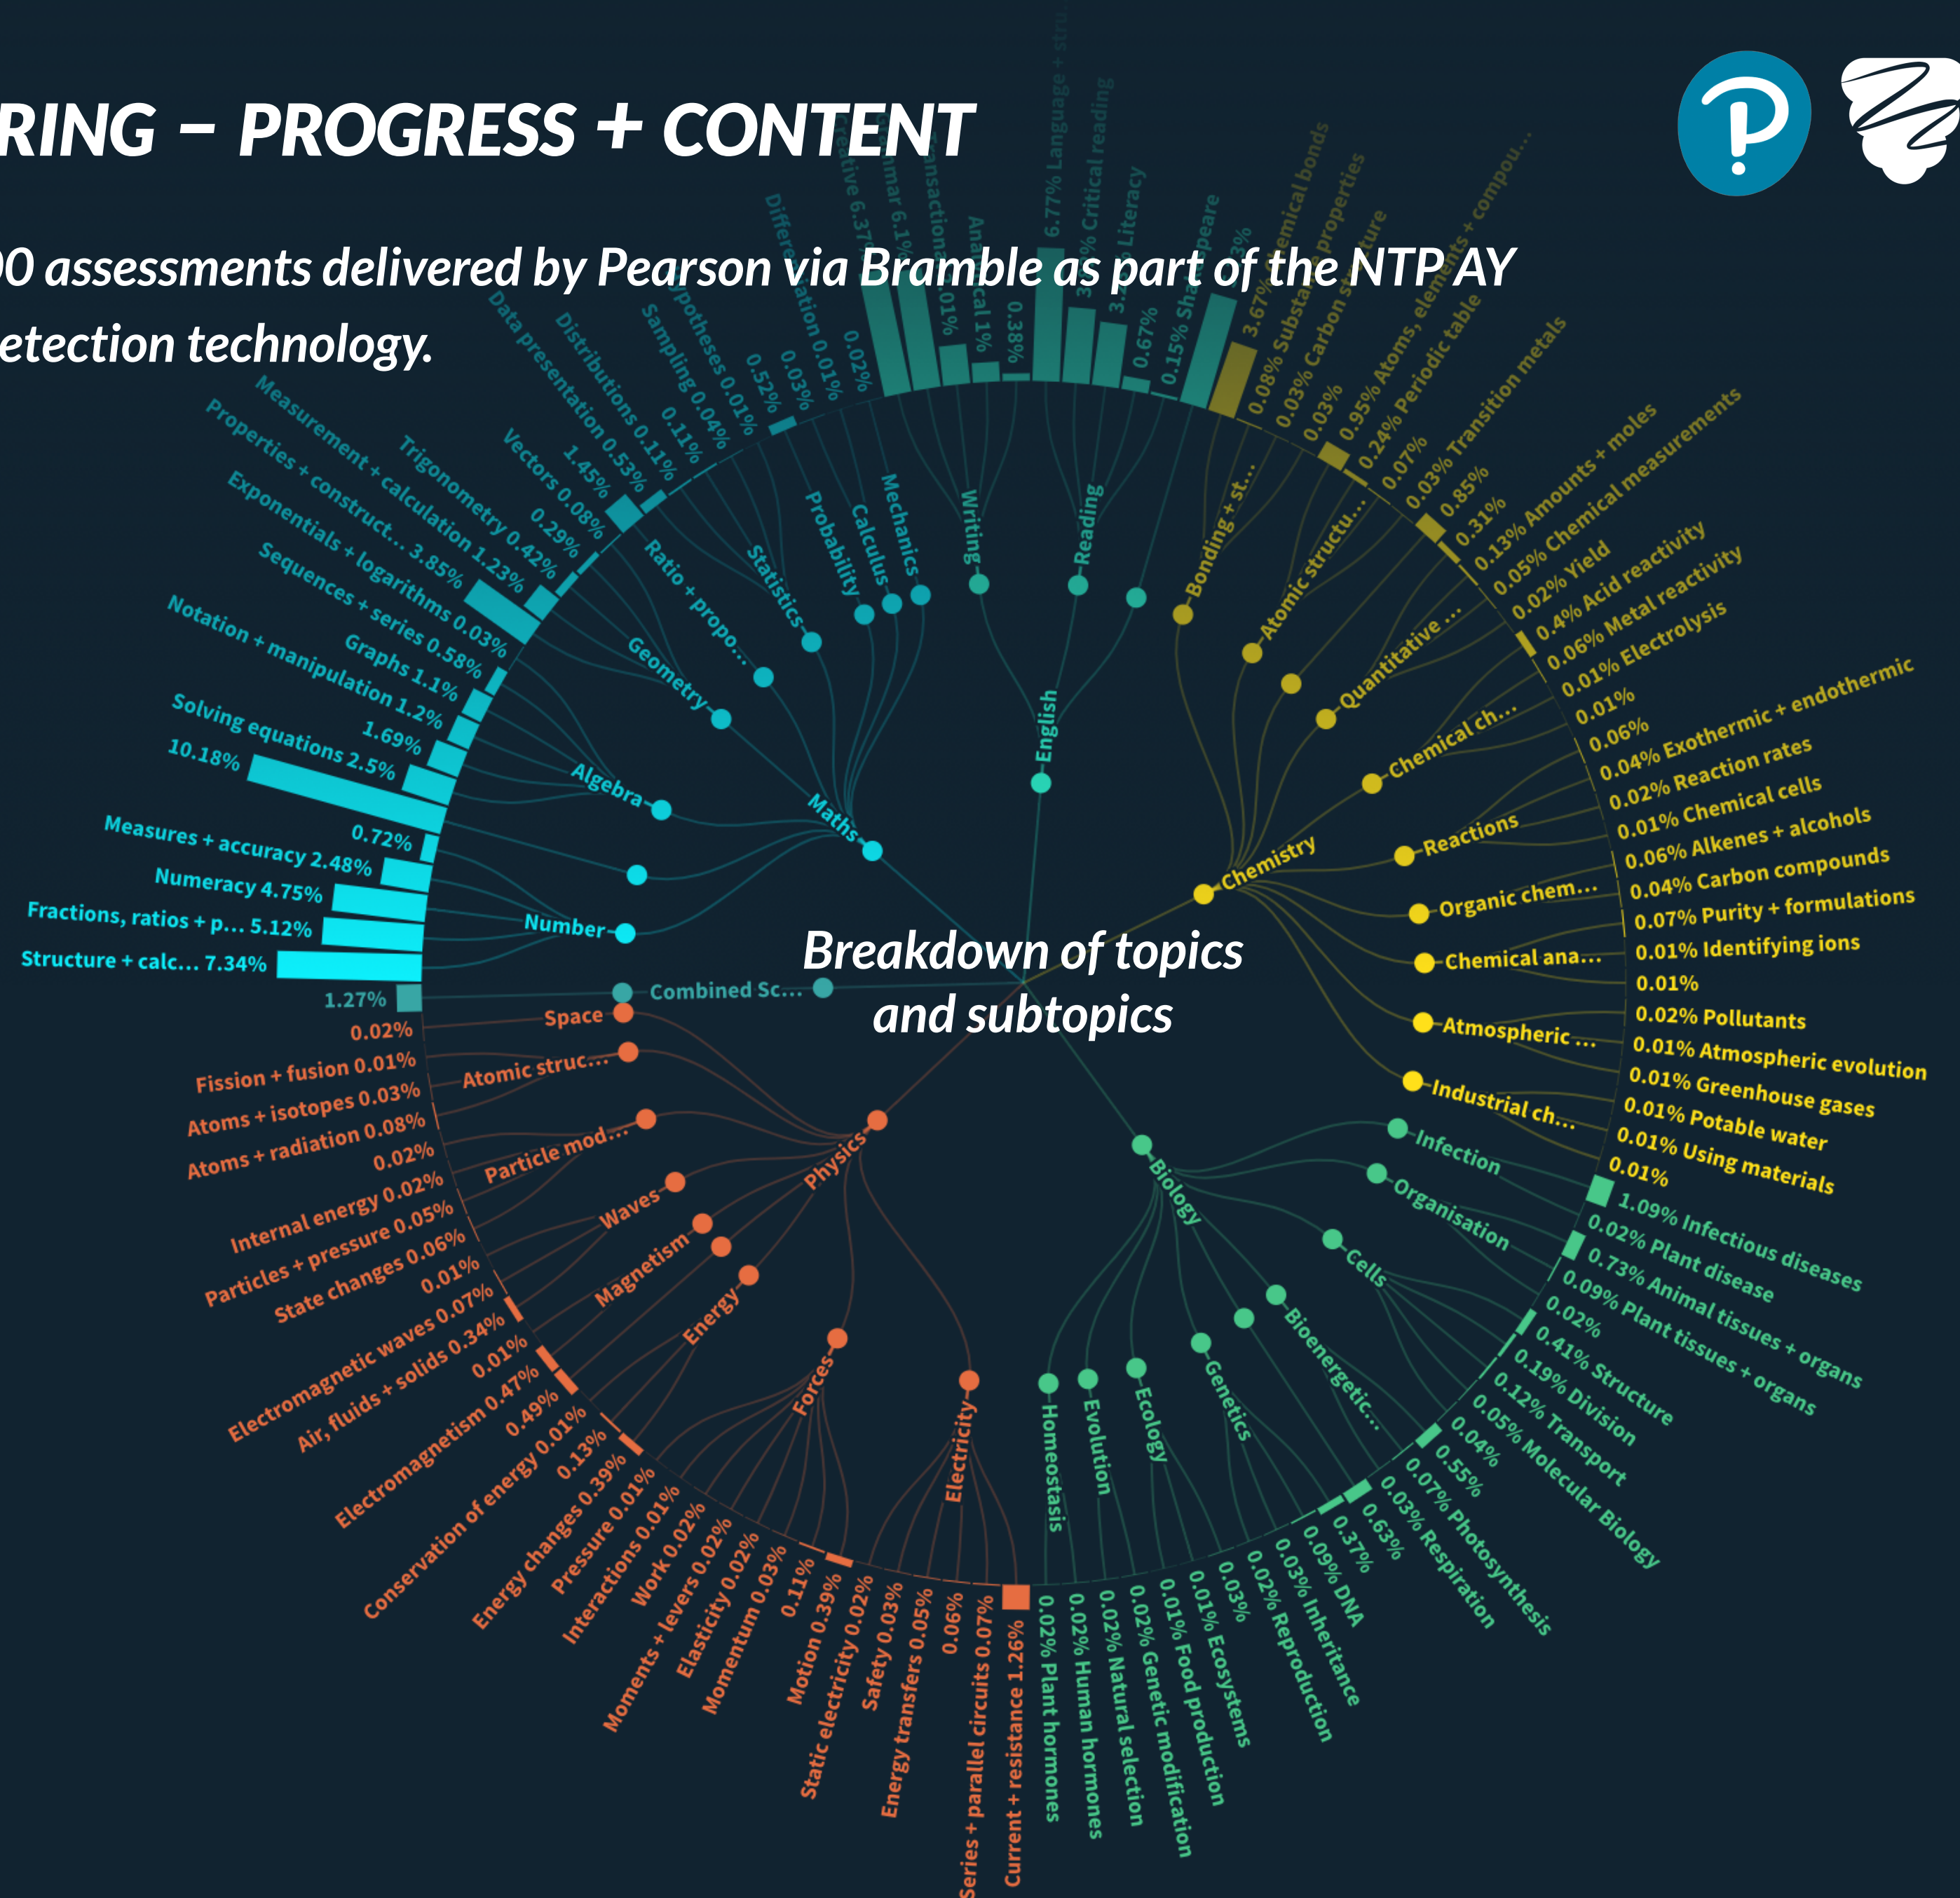 RING – PROGRESS + CONTENT
00 assessments delivered by Pearson via Bramble as part of the NTP AY
etection technology.
Breakdown of topics
and subtopics
English
Writing
Creative 6.37%
6.1%
Analytical 1%
0.38%
Reading
6.77% Language + stru...
Critical reading
Literacy
0.67%
0.15% Shakespeare
Chemistry
Bonding + st...
3.67% Chemical bonds
0.08% Substance properties
0.03% Carbon structure
0.03%
Atomic structu...
0.95% Atoms, elements + compou...
0.24% Periodic table
0.07%
0.03% Transition metals
0.85%
Quantitative ...
0.31%
0.13% Amounts + moles
0.05% Chemical measurements
0.02% Yield
Chemical ch...
0.4% Acid reactivity
0.06% Metal reactivity
0.01% Electrolysis
0.01%
Reactions
0.06%
0.04% Exothermic + endothermic
0.02% Reaction rates
0.01% Chemical cells
Organic chem...
0.06% Alkenes + alcohols
0.04% Carbon compounds
Chemical ana...
0.07% Purity + formulations
0.01% Identifying ions
0.01%
Atmospheric ...
0.02% Pollutants
0.01% Atmospheric evolution
0.01% Greenhouse gases
Industrial ch...
0.01% Potable water
0.01% Using materials
0.01%
Biology
Infection
1.09% Infectious diseases
0.02% Plant disease
Organisation
0.73% Animal tissues + organs
0.09% Plant tissues + organs
0.02%
Cells
0.41% Structure
0.19% Division
0.12% Transport
0.05% Molecular Biology
0.04%
Bioenergetic...
0.55%
0.07% Photosynthesis
0.03% Respiration
0.63%
Genetics
0.37%
0.09% DNA
0.03% Inheritance
0.02% Reproduction
Ecology
0.03%
0.01% Ecosystems
0.01% Food production
Evolution
0.02% Genetic modification
0.02% Natural selection
Homeostasis
0.02% Human hormones
0.02% Plant hormones
Physics
Electricity
Current + resistance 1.26%
Series + parallel circuits 0.07%
0.06%
Energy transfers 0.05%
Safety 0.03%
Static electricity 0.02%
Forces
Motion 0.39%
0.11%
Momentum 0.03%
Elasticity 0.02%
Moments + levers 0.02%
Work 0.02%
Interactions 0.01%
Pressure 0.01%
Energy
Energy changes 0.39%
0.13%
Conservation of energy 0.01%
0.49%
Magnetism
Electromagnetism 0.47%
0.01%
Waves
Air, fluids + solids 0.34%
Electromagnetic waves 0.07%
0.01%
Particle mod...
State changes 0.06%
Particles + pressure 0.05%
Internal energy 0.02%
0.02%
Atomic struc...
Atoms + radiation 0.08%
Atoms + isotopes 0.03%
Fission + fusion 0.01%
Space
0.02%
Combined Sc...
1.27%
Maths
Number
Structure + calc... 7.34%
Fractions, ratios + p... 5.12%
Numeracy 4.75%
Measures + accuracy 2.48%
0.72%
10.18%
Algebra
Solving equations 2.5%
1.69%
Notation + manipulation 1.2%
Graphs 1.1%
Sequences + series 0.58%
Exponentials + logarithms 0.03%
Geometry
Properties + construct... 3.85%
Measurement + calculation 1.23%
Trigonometry 0.42%
0.29%
Vectors 0.08%
Ratio + propo...
1.45%
Statistics
Data presentation 0.53%
Distributions 0.11%
0.11%
Sampling 0.04%
Hypotheses 0.01%
Probability
0.52%
Calculus
0.03%
Differentiation 0.01%
Mechanics
0.02%